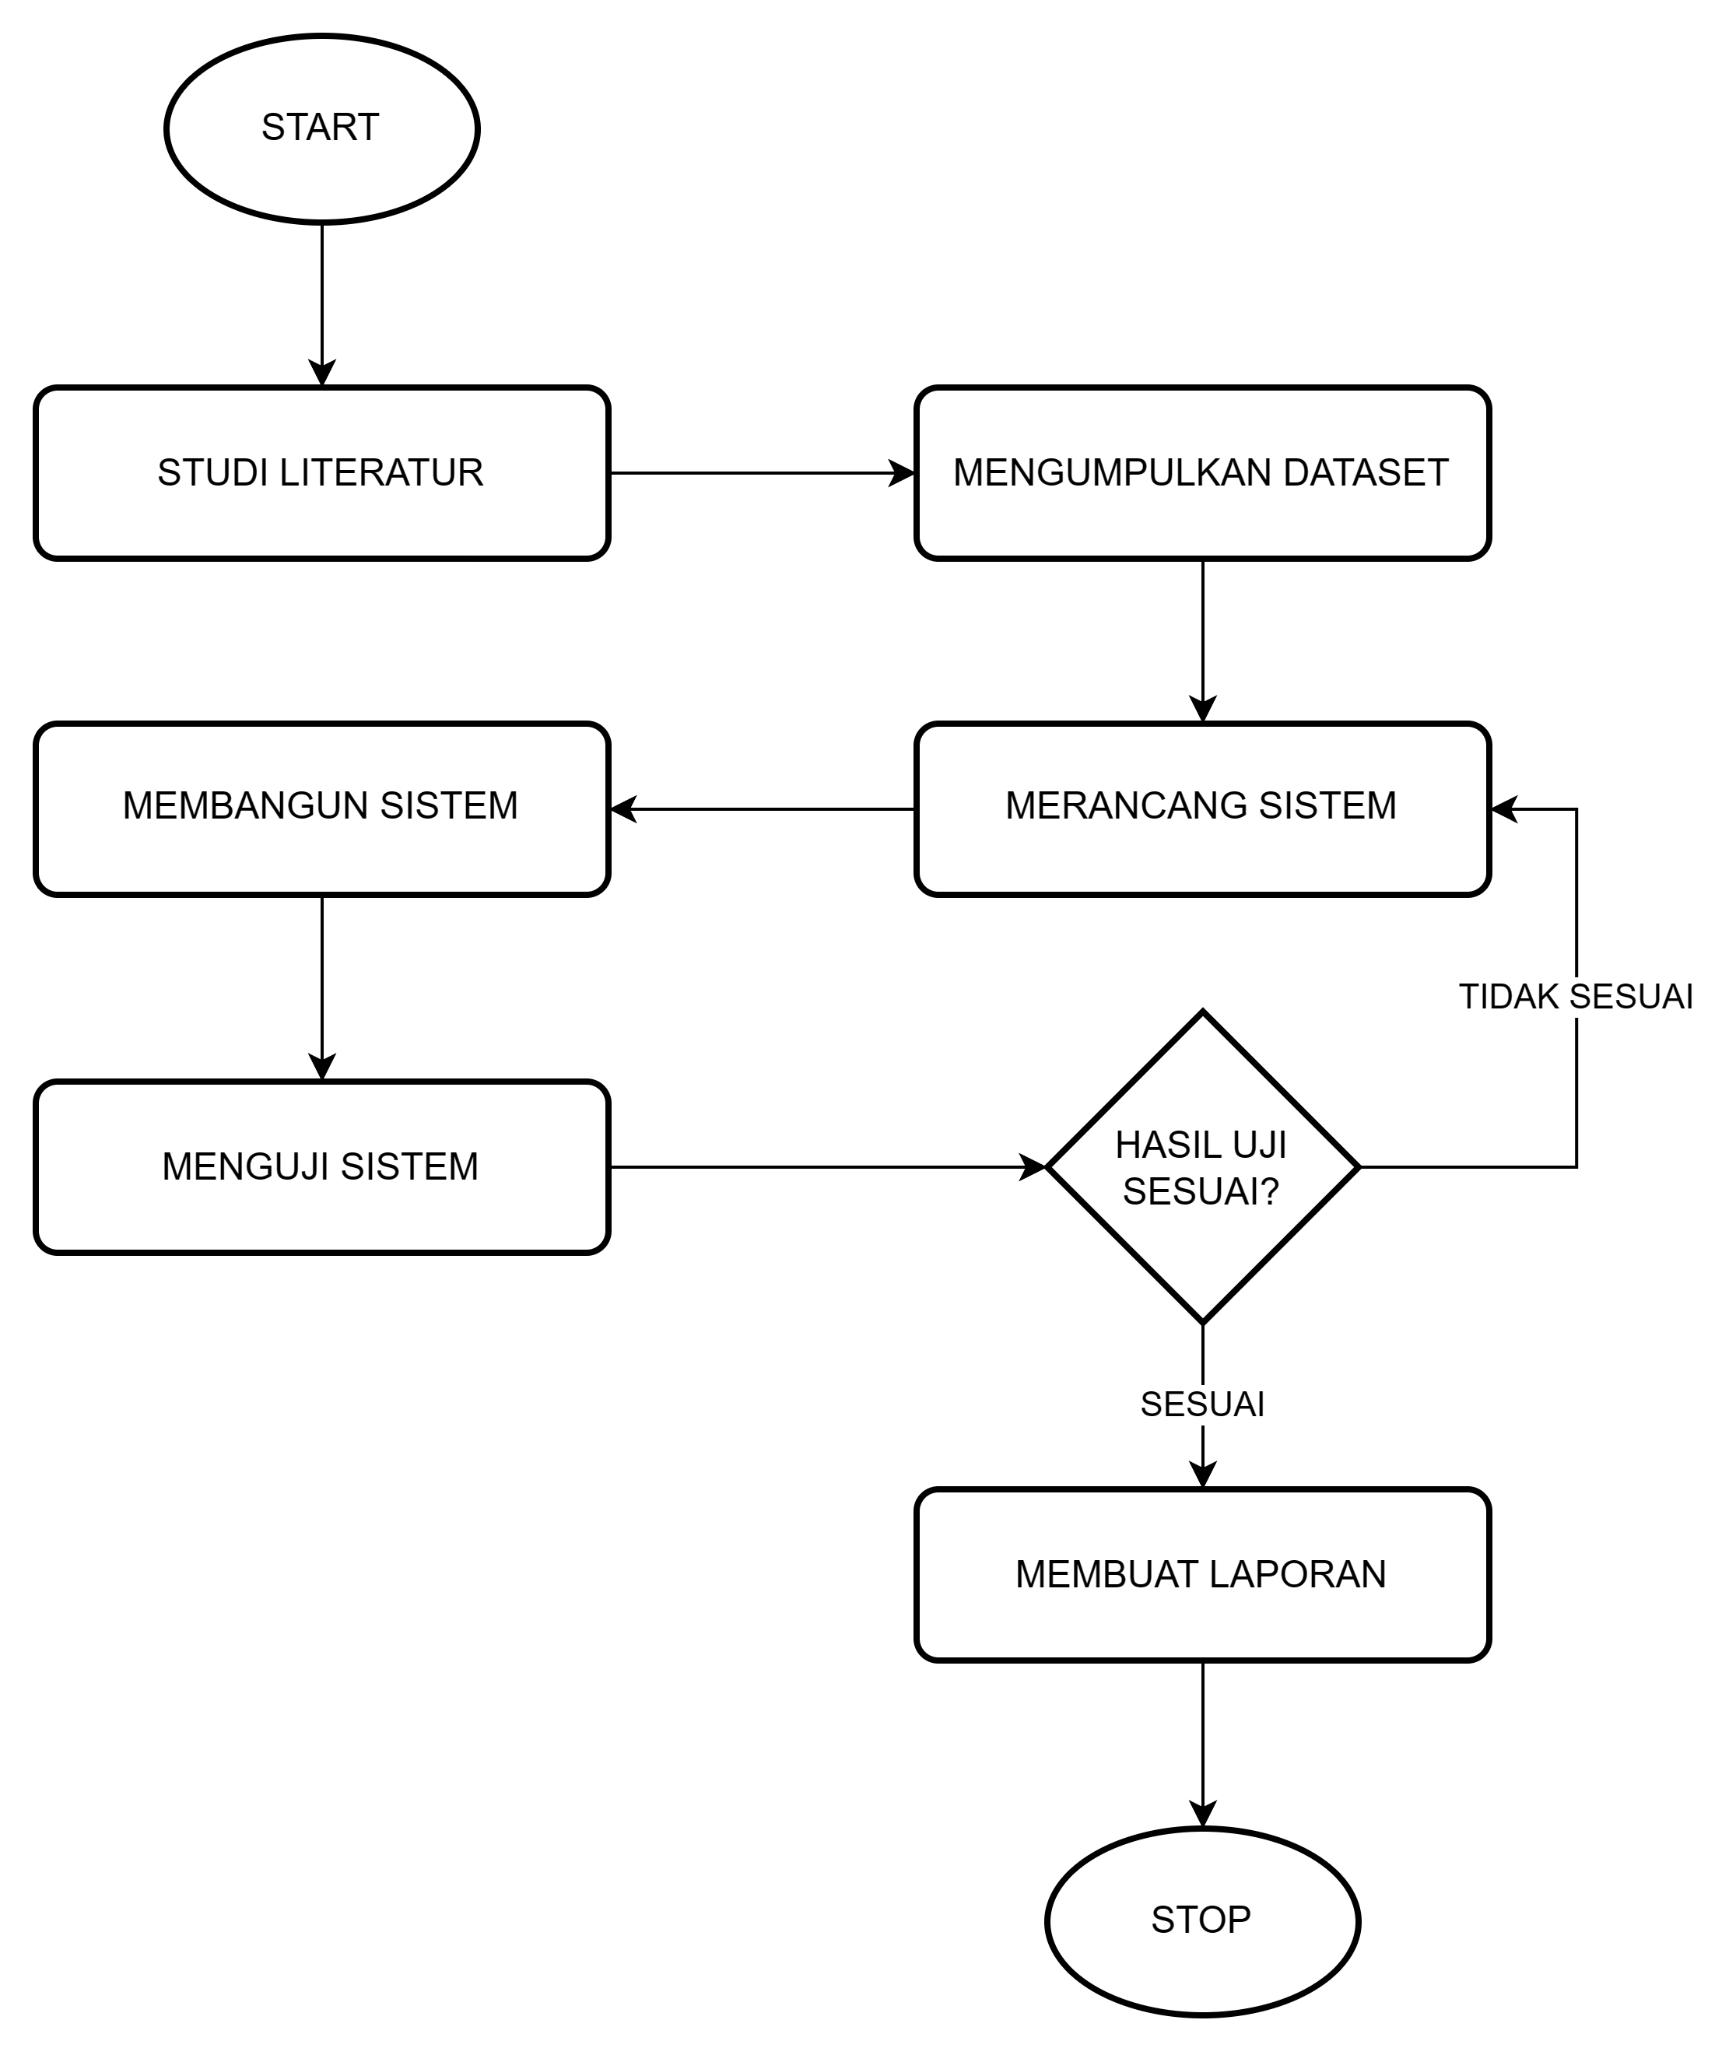 START
STUDI LITERATUR
MENGUMPULKAN DATASET
MERANCANG SISTEM
MEMBANGUN SISTEM
MENGUJI SISTEM
HASIL UJI
SESUAI?
TIDAK SESUAI
SESUAI
MEMBUAT LAPORAN
STOP